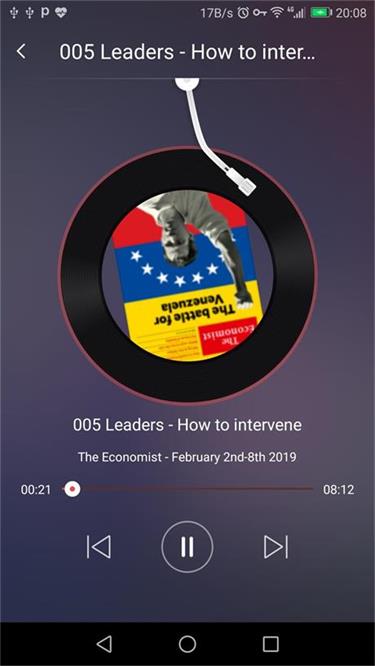 17B/s 4G 20:08
005 Leaders - How to inter...
The
Economist
The battle for
Venezuela
005 Leaders - How to intervene
The Economist - February 2nd-8th 2019
00:21 08:12